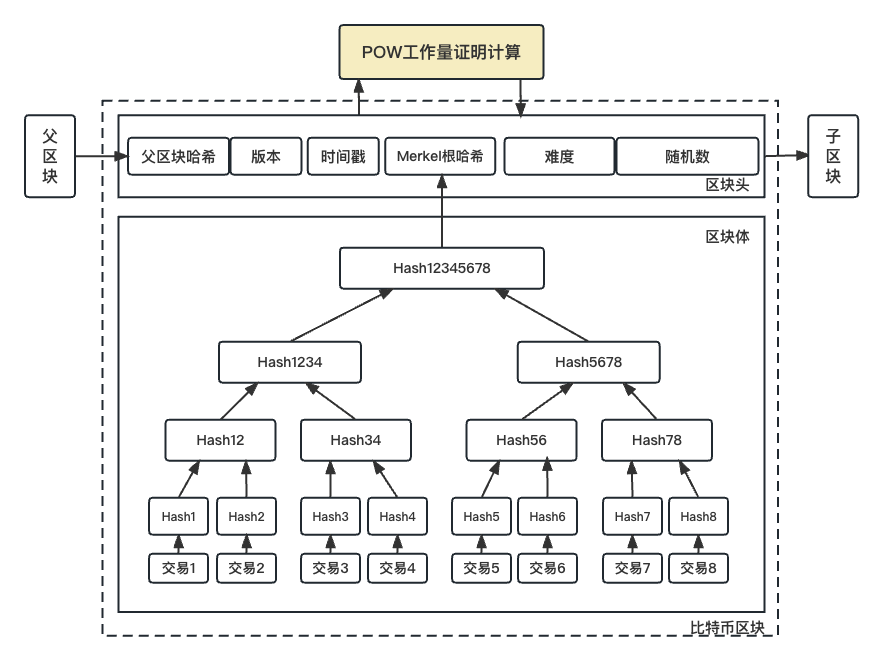 POW工作量证明计算
父区块
父区块哈希 版本 时间戳 Merkel根哈希 难度 随机数
子区块
区块头
区块体
Hash12345678
Hash1234 Hash5678
Hash12 Hash34 Hash56 Hash78
Hash1 Hash2 Hash3 Hash4 Hash5 Hash6 Hash7 Hash8
交易1 交易2 交易3 交易4 交易5 交易6 交易7 交易8
比特币区块